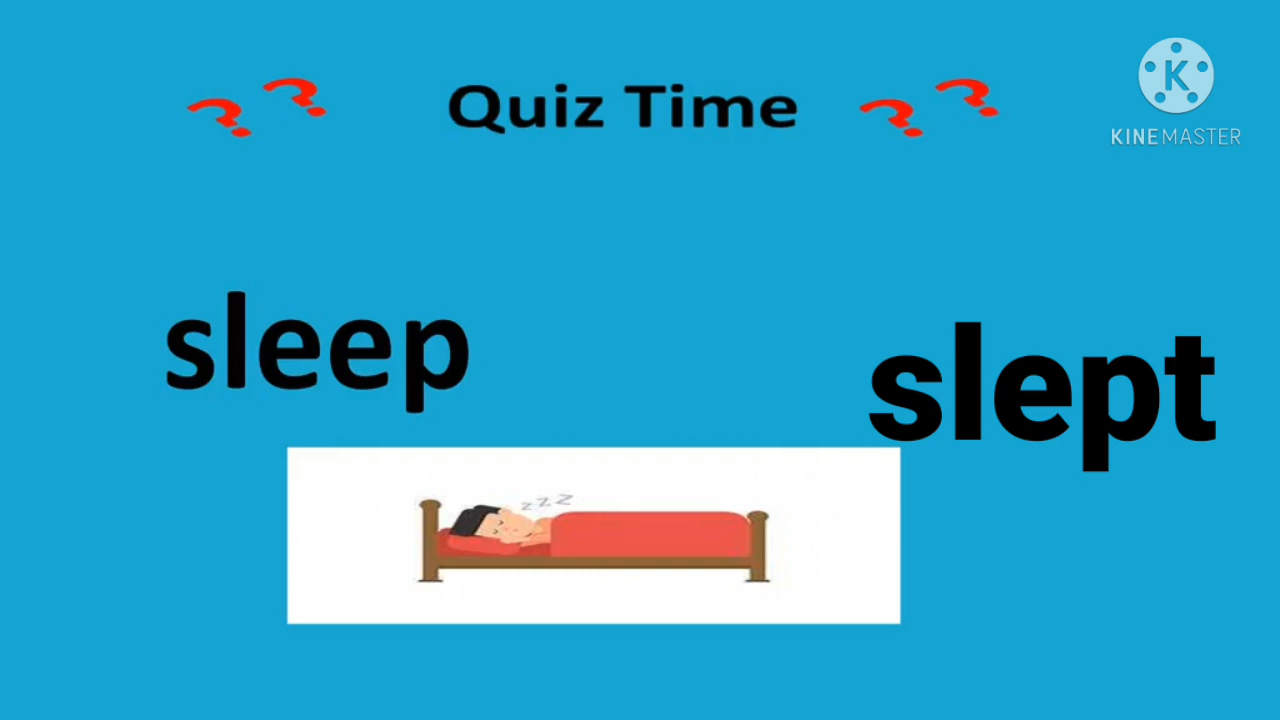 ? ? Quiz Time ? ?
K
KINEMASTER
sleep
slept
z z z